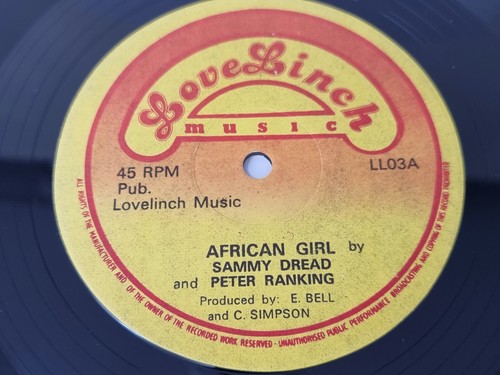 LoveLinch
music
45 RPM
LL03A
Pub.
Lovelinch Music
AFRICAN GIRL by
SAMMY DREAD
and PETER RANKING
Produced by: E. BELL
and C. SIMPSON
ALL RIGHTS OF THE MANUFACTURER AND OF THE OWNER OF THE RECORDED WORK RESERVED - UNAUTHORISED PUBLIC PERFORMANCE BROADCASTING AND COPYING OF THIS RECORD PROHIBITED